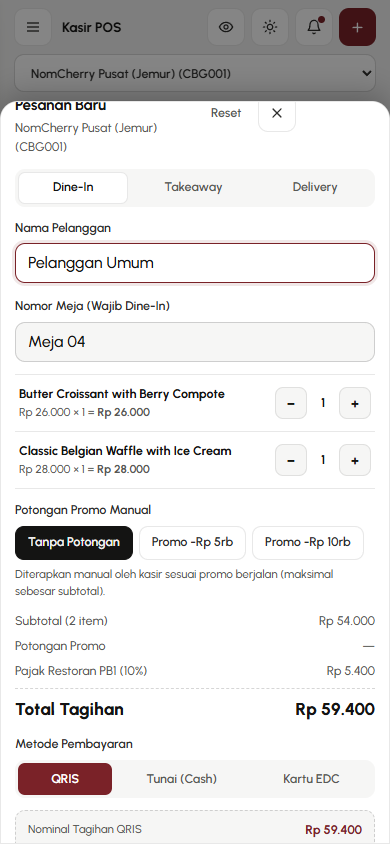 Kasir POS
NomCherry Pusat (Jemur) (CBG001)
Pesanan Baru
Reset
NomCherry Pusat (Jemur)
(CBG001)
Dine-In
Takeaway
Delivery
Nama Pelanggan
Pelanggan Umum
Nomor Meja (Wajib Dine-In)
Meja 04
Butter Croissant with Berry Compote
Rp 26.000 × 1 = Rp 26.000
− 1 +
Classic Belgian Waffle with Ice Cream
Rp 28.000 × 1 = Rp 28.000
− 1 +
Potongan Promo Manual
Tanpa Potongan
Promo -Rp 5rb
Promo -Rp 10rb
Diterapkan manual oleh kasir sesuai promo berjalan (maksimal
sebesar subtotal).
Subtotal (2 item) Rp 54.000
Potongan Promo —
Pajak Restoran PB1 (10%) Rp 5.400
Total Tagihan Rp 59.400
Metode Pembayaran
QRIS
Tunai (Cash)
Kartu EDC
Nominal Tagihan QRIS Rp 59.400